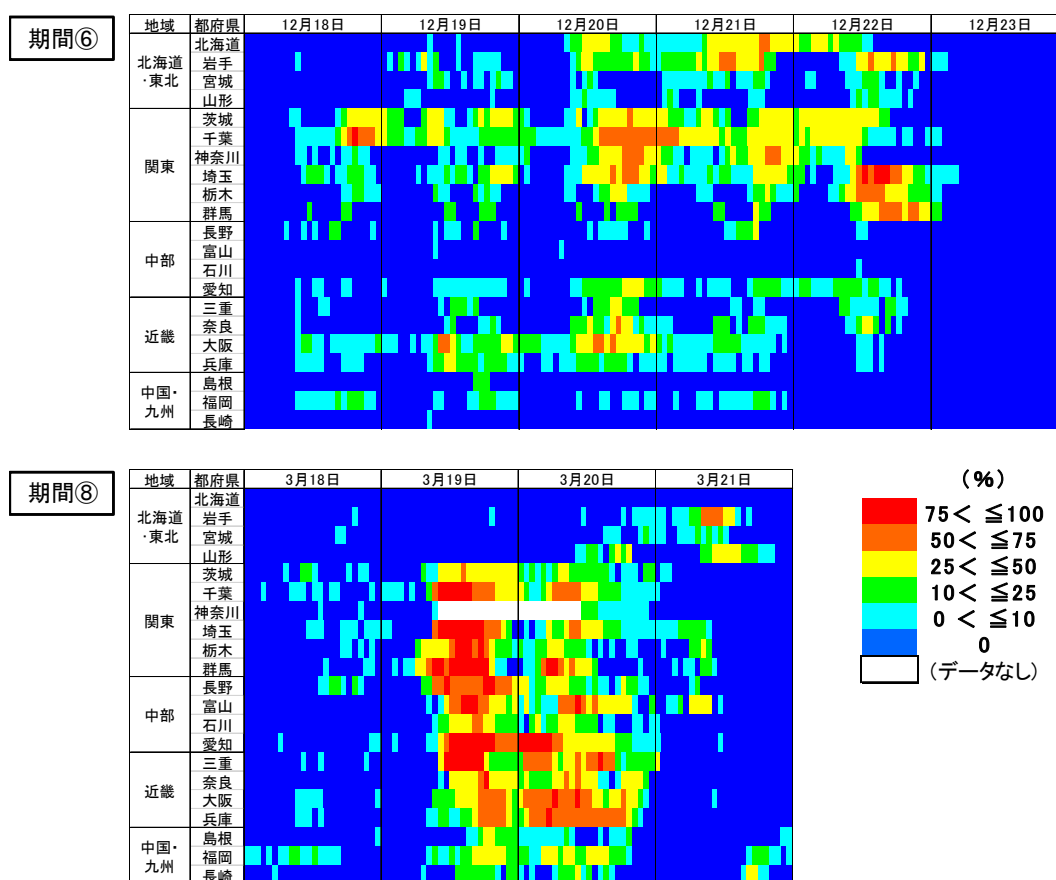 期間⑥
地域 都府県 12月18日 12月19日 12月20日 12月21日 12月22日 12月23日
北海道・東北
北海道
岩手
宮城
山形
関東
茨城
千葉
神奈川
埼玉
栃木
群馬
中部
長野
富山
石川
愛知
近畿
三重
奈良
大阪
兵庫
中国・九州
島根
福岡
長崎
期間⑧
地域 都府県 3月18日 3月19日 3月20日 3月21日
北海道・東北
北海道
岩手
宮城
山形
関東
茨城
千葉
神奈川
埼玉
栃木
群馬
中部
長野
富山
石川
愛知
近畿
三重
奈良
大阪
兵庫
中国・九州
島根
福岡
長崎
(%)
75< ≦100
50< ≦75
25< ≦50
10< ≦25
0< ≦10
0
(データなし)